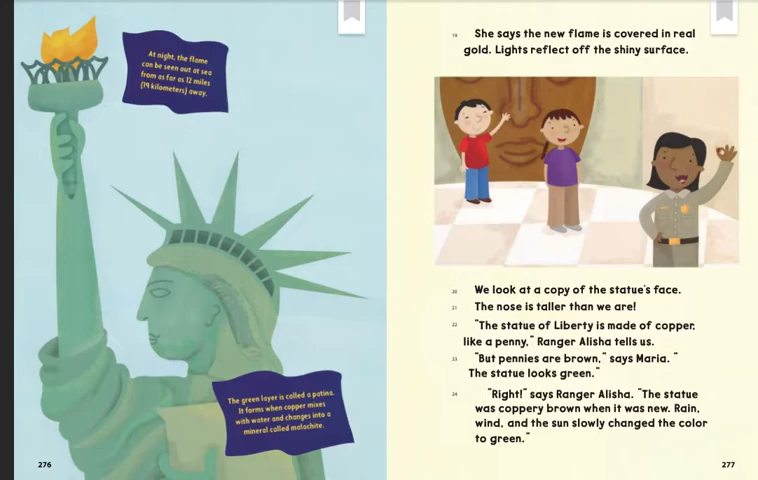 At night, the flame
can be seen out at sea
from as far as 12 miles
(19 kilometers) away.
The green layer is called a patina.
It forms when copper mixes
with water and changes into a
mineral called malachite.
276
19 She says the new flame is covered in real
gold. Lights reflect off the shiny surface.
20 We look at a copy of the statue's face.
21 The nose is taller than we are!
22 "The statue of Liberty is made of copper,
like a penny," Ranger Alisha tells us.
23 "But pennies are brown," says Maria. "
The statue looks green."
24 "Right!" says Ranger Alisha. "The statue
was coppery brown when it was new. Rain,
wind, and the sun slowly changed the color
to green."
277